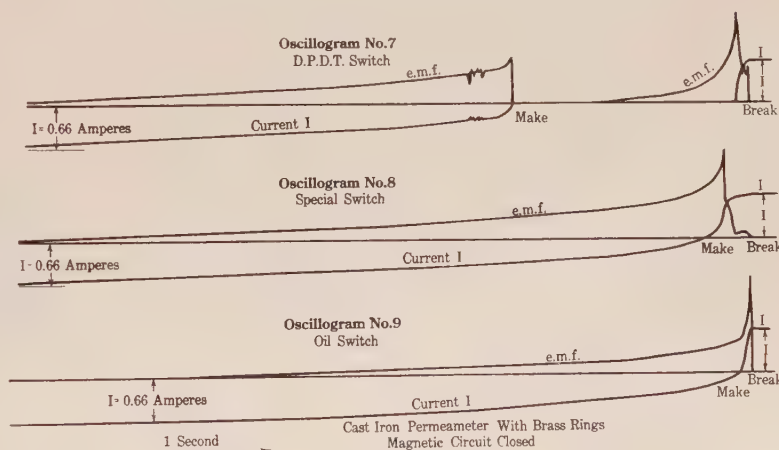 Oscillogram No.7
D.P.D.T. Switch
e.m.f.
e.m.f.
I
I
I= 0.66 Amperes
Current I
Make
Break
Oscillogram No.8
Special Switch
e.m.f.
I
I
I - 0.66 Amperes
Current I
Make
Break
Oscillogram No.9
Oil Switch
e.m.f.
I
I
I= 0.66 Amperes
Current I
Make
Break
Cast Iron Permeameter With Brass Rings
1 Second
Magnetic Circuit Closed